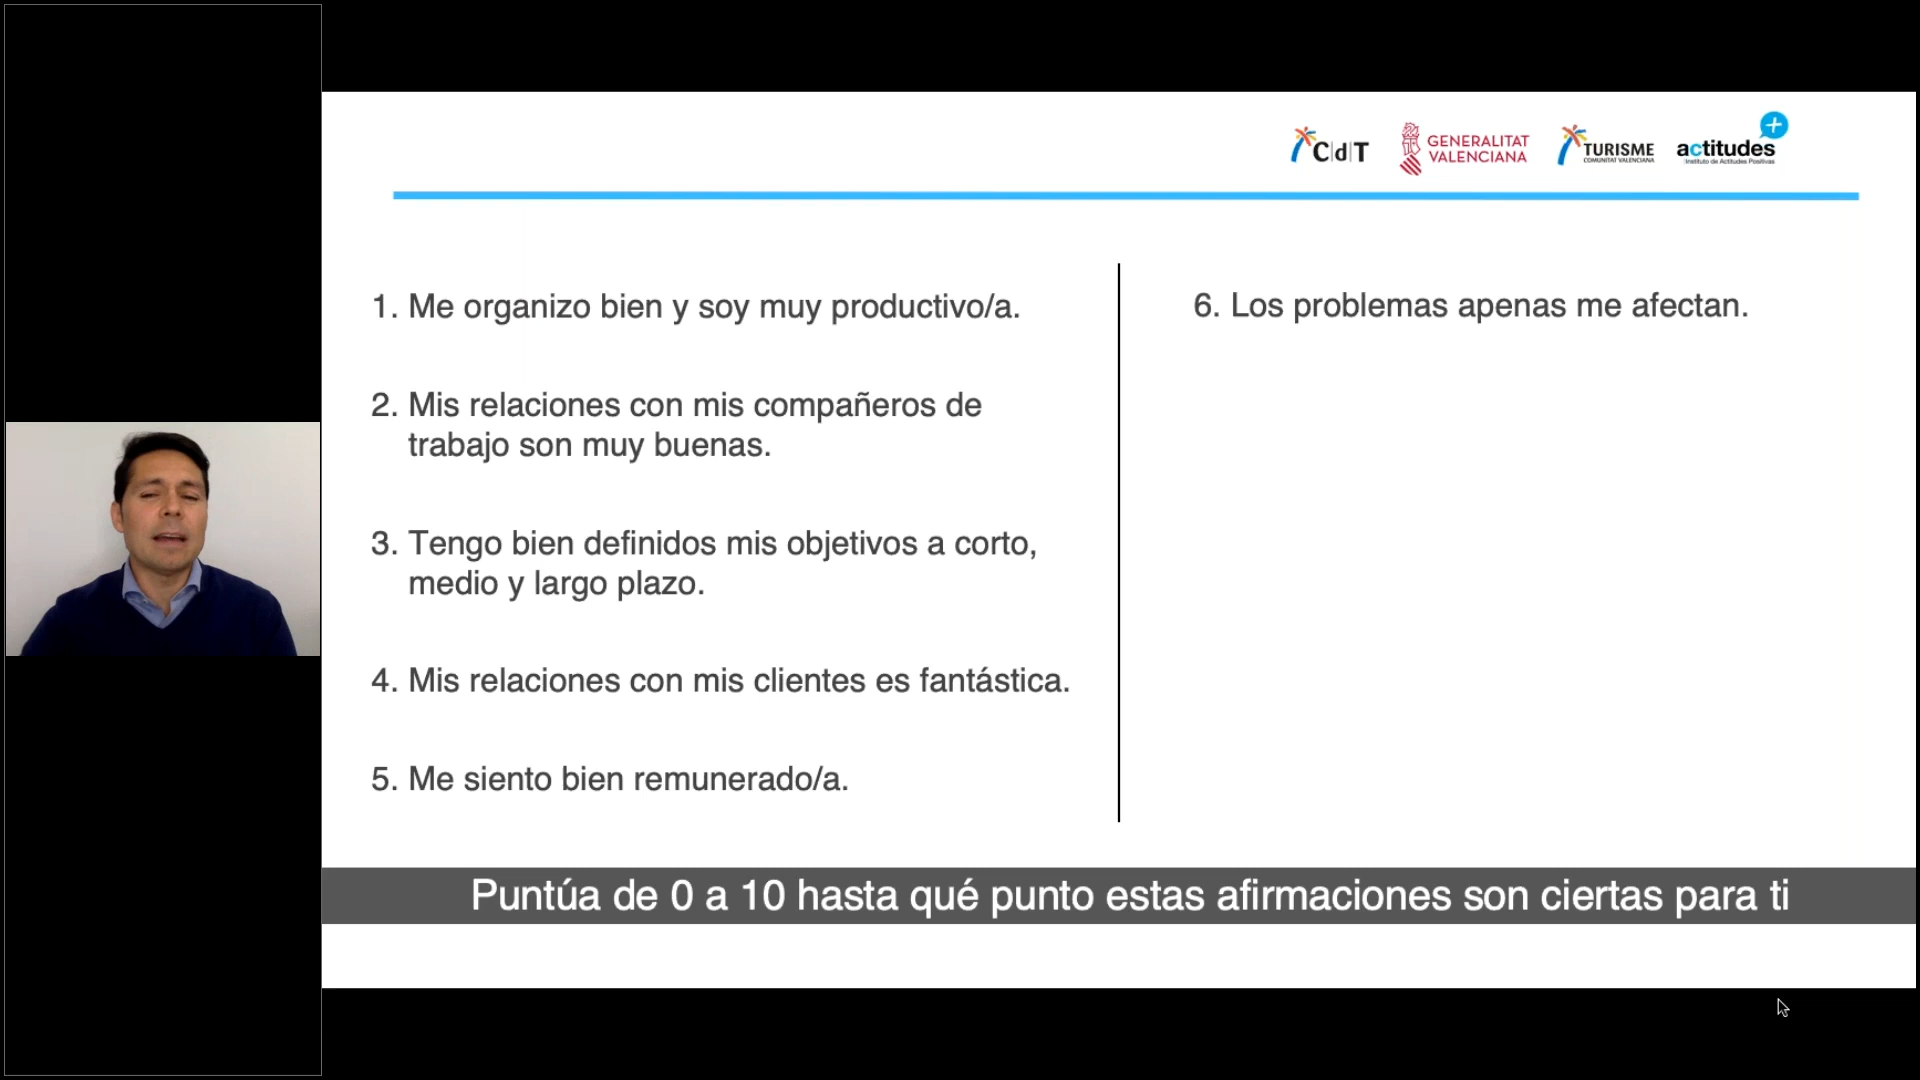 C|d|T
GENERALITAT
VALENCIANA
TURISME
COMUNITAT VALENCIANA
actitudes
Instituto de Actitudes Positivas
+
1. Me organizo bien y soy muy productivo/a.
2. Mis relaciones con mis compañeros de
trabajo son muy buenas.
3. Tengo bien definidos mis objetivos a corto,
medio y largo plazo.
4. Mis relaciones con mis clientes es fantástica.
5. Me siento bien remunerado/a.
6. Los problemas apenas me afectan.
Puntúa de 0 a 10 hasta qué punto estas afirmaciones son ciertas para ti